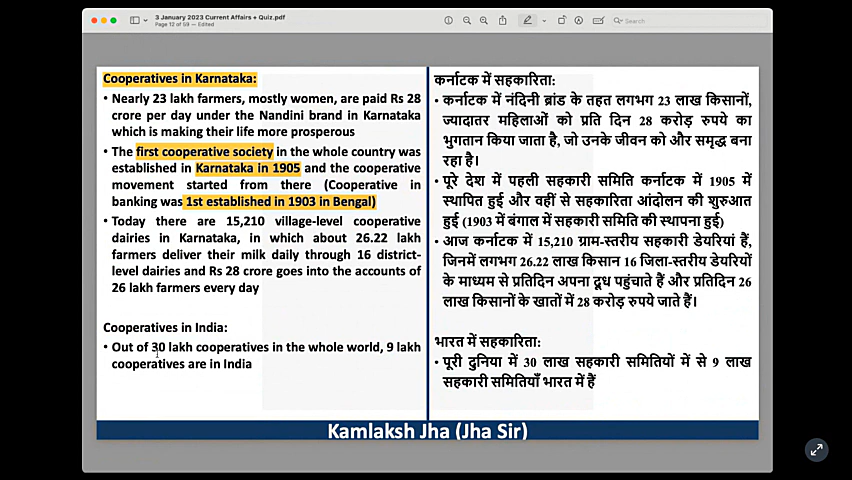 3 January 2023 Current Affairs + Quiz.pdf
Page 12 of 59 — Edited
Search
Cooperatives in Karnataka:
• Nearly 23 lakh farmers, mostly women, are paid Rs 28
crore per day under the Nandini brand in Karnataka
which is making their life more prosperous
• The first cooperative society in the whole country was
established in Karnataka in 1905 and the cooperative
movement started from there (Cooperative in
banking was 1st established in 1903 in Bengal)
• Today there are 15,210 village-level cooperative
dairies in Karnataka, in which about 26.22 lakh
farmers deliver their milk daily through 16 district-
level dairies and Rs 28 crore goes into the accounts of
26 lakh farmers every day
Cooperatives in India:
• Out of 30 lakh cooperatives in the whole world, 9 lakh
cooperatives are in India
कर्नाटक में सहकारिता:
• कर्नाटक में नंदिनी ब्रांड के तहत लगभग 23 लाख किसानों,
ज्यादातर महिलाओं को प्रति दिन 28 करोड़ रुपये का
भुगतान किया जाता है, जो उनके जीवन को और समृद्ध बना
रहा है।
• पूरे देश में पहली सहकारी समिति कर्नाटक में 1905 में
स्थापित हुई और वहीं से सहकारिता आंदोलन की शुरुआत
हुई (1903 में बंगाल में सहकारी समिति की स्थापना हुई)
• आज कर्नाटक में 15,210 ग्राम-स्तरीय सहकारी डेयरियां हैं,
जिनमें लगभग 26.22 लाख किसान 16 जिला-स्तरीय डेयरियों
के माध्यम से प्रतिदिन अपना दूध पहुंचाते हैं और प्रतिदिन 26
लाख किसानों के खातों में 28 करोड़ रुपये जाते हैं।
भारत में सहकारिता:
• पूरी दुनिया में 30 लाख सहकारी समितियों में से 9 लाख
सहकारी समितियाँ भारत में हैं
Kamlaksh Jha (Jha Sir)